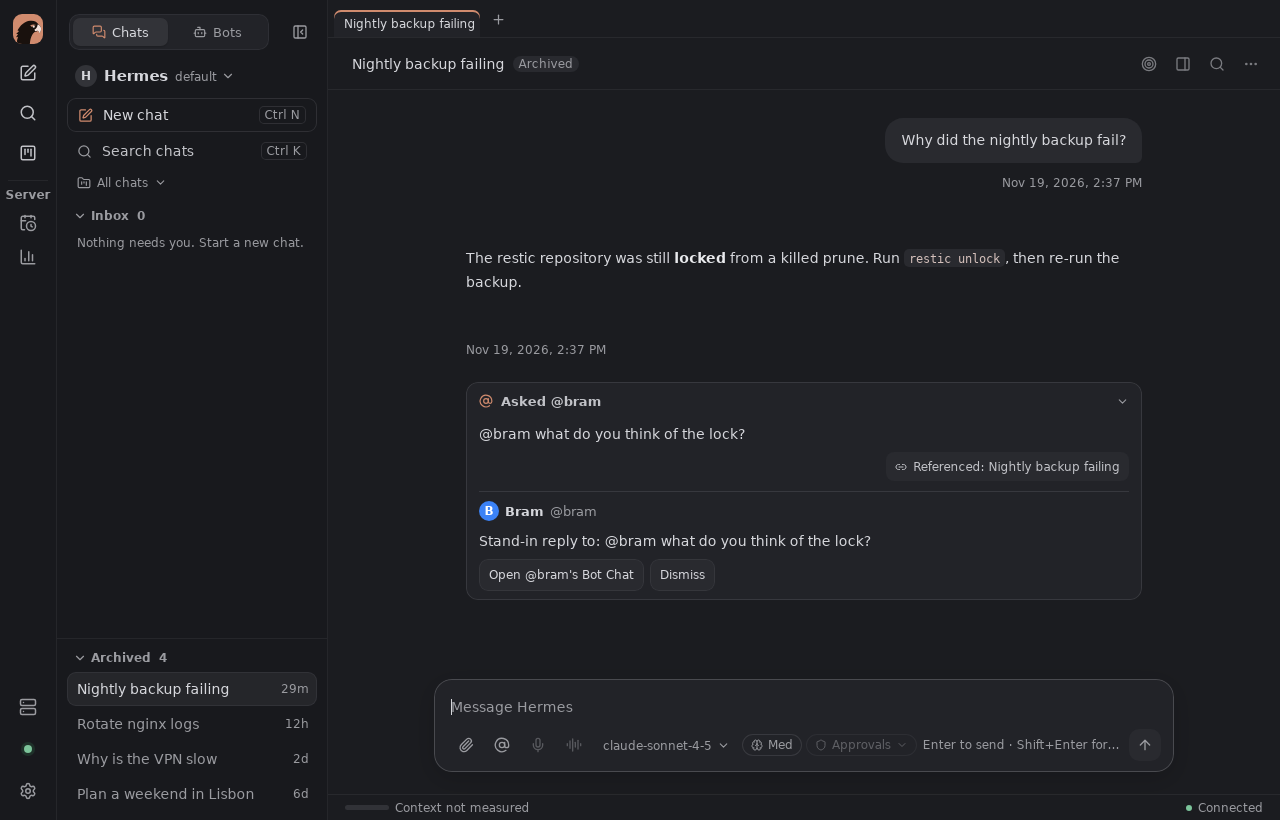 Chats
Bots
H Hermes default
New chat Ctrl N
Search chats Ctrl K
All chats
Server
Inbox 0
Nothing needs you. Start a new chat.
Archived 4
Nightly backup failing 29m
Rotate nginx logs 12h
Why is the VPN slow 2d
Plan a weekend in Lisbon 6d
Nightly backup failing
Nightly backup failing Archived
Why did the nightly backup fail?
Nov 19, 2026, 2:37 PM
The restic repository was still locked from a killed prune. Run restic unlock, then re-run the
backup.
Nov 19, 2026, 2:37 PM
Asked @bram
@bram what do you think of the lock?
Referenced: Nightly backup failing
B Bram @bram
Stand-in reply to: @bram what do you think of the lock?
Open @bram's Bot Chat Dismiss
Message Hermes
claude-sonnet-4-5 Med Approvals Enter to send · Shift+Enter for...
Context not measured Connected